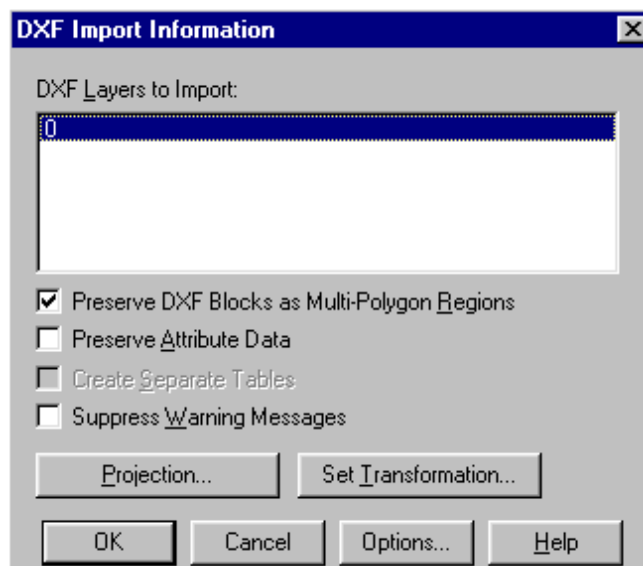 DXF Import Information
DXF Layers to Import:
0
Preserve DXF Blocks as Multi-Polygon Regions
Preserve Attribute Data
Create Separate Tables
Suppress Warning Messages
Projection... Set Transformation...
OK Cancel Options... Help